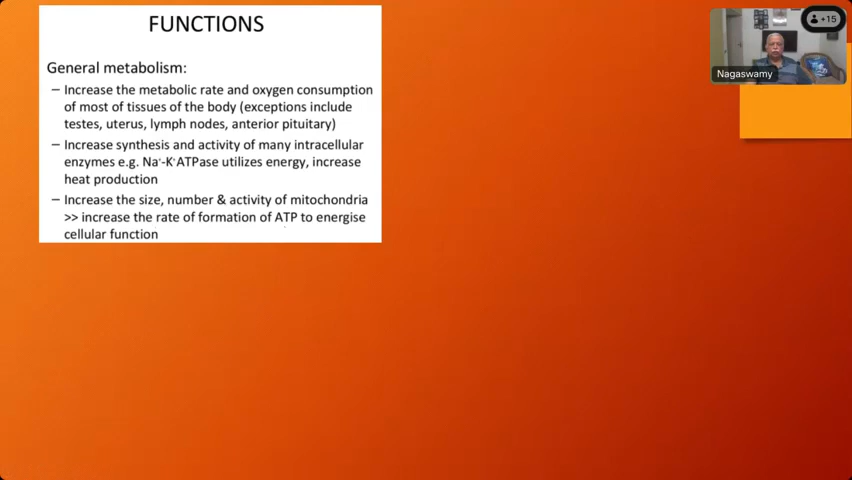 FUNCTIONS
General metabolism:
– Increase the metabolic rate and oxygen consumption
of most of tissues of the body (exceptions include
testes, uterus, lymph nodes, anterior pituitary)
– Increase synthesis and activity of many intracellular
enzymes e.g. Na⁺-K⁺ATPase utilizes energy, increase
heat production
– Increase the size, number & activity of mitochondria
>> increase the rate of formation of ATP to energise
cellular function
+15
Nagaswamy